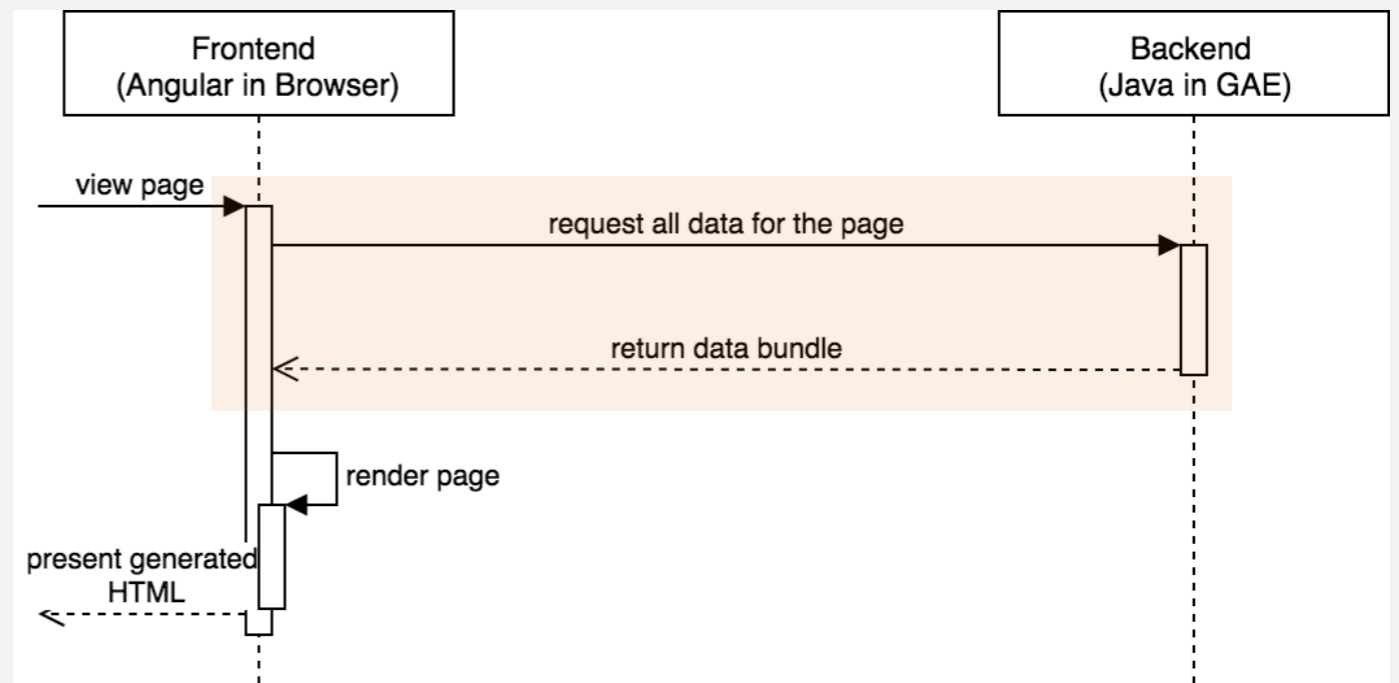 Frontend
(Angular in Browser)
Backend
(Java in GAE)
view page
request all data for the page
return data bundle
render page
present generated
HTML